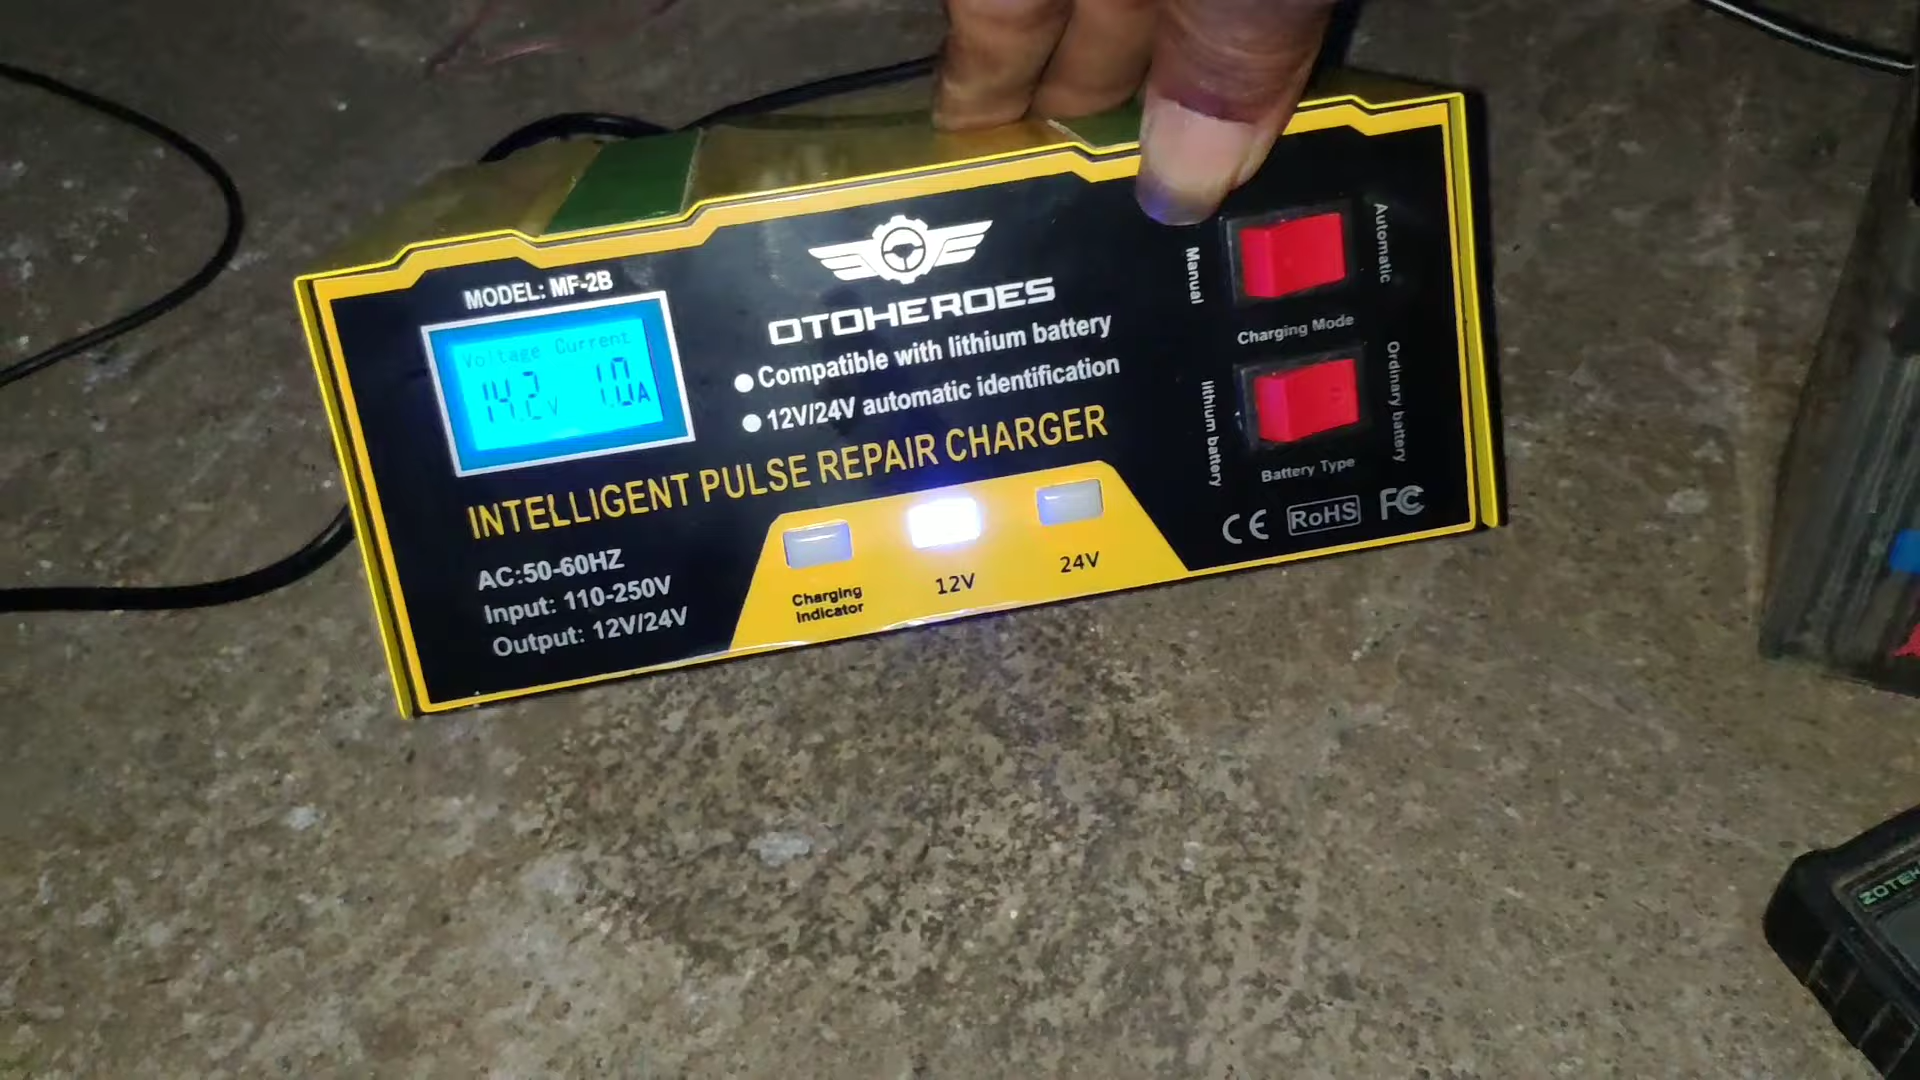 MODEL: MF-2B
Voltage Current
14.2V 1.0A
OTOHEROES
Compatible with lithium battery
12V/24V automatic identification
INTELLIGENT PULSE REPAIR CHARGER
AC:50-60HZ
Input: 110-250V
Output: 12V/24V
Charging
Indicator
12V
24V
Manual
Automatic
Charging Mode
lithium battery
Ordinary battery
Battery Type
CE RoHS FC